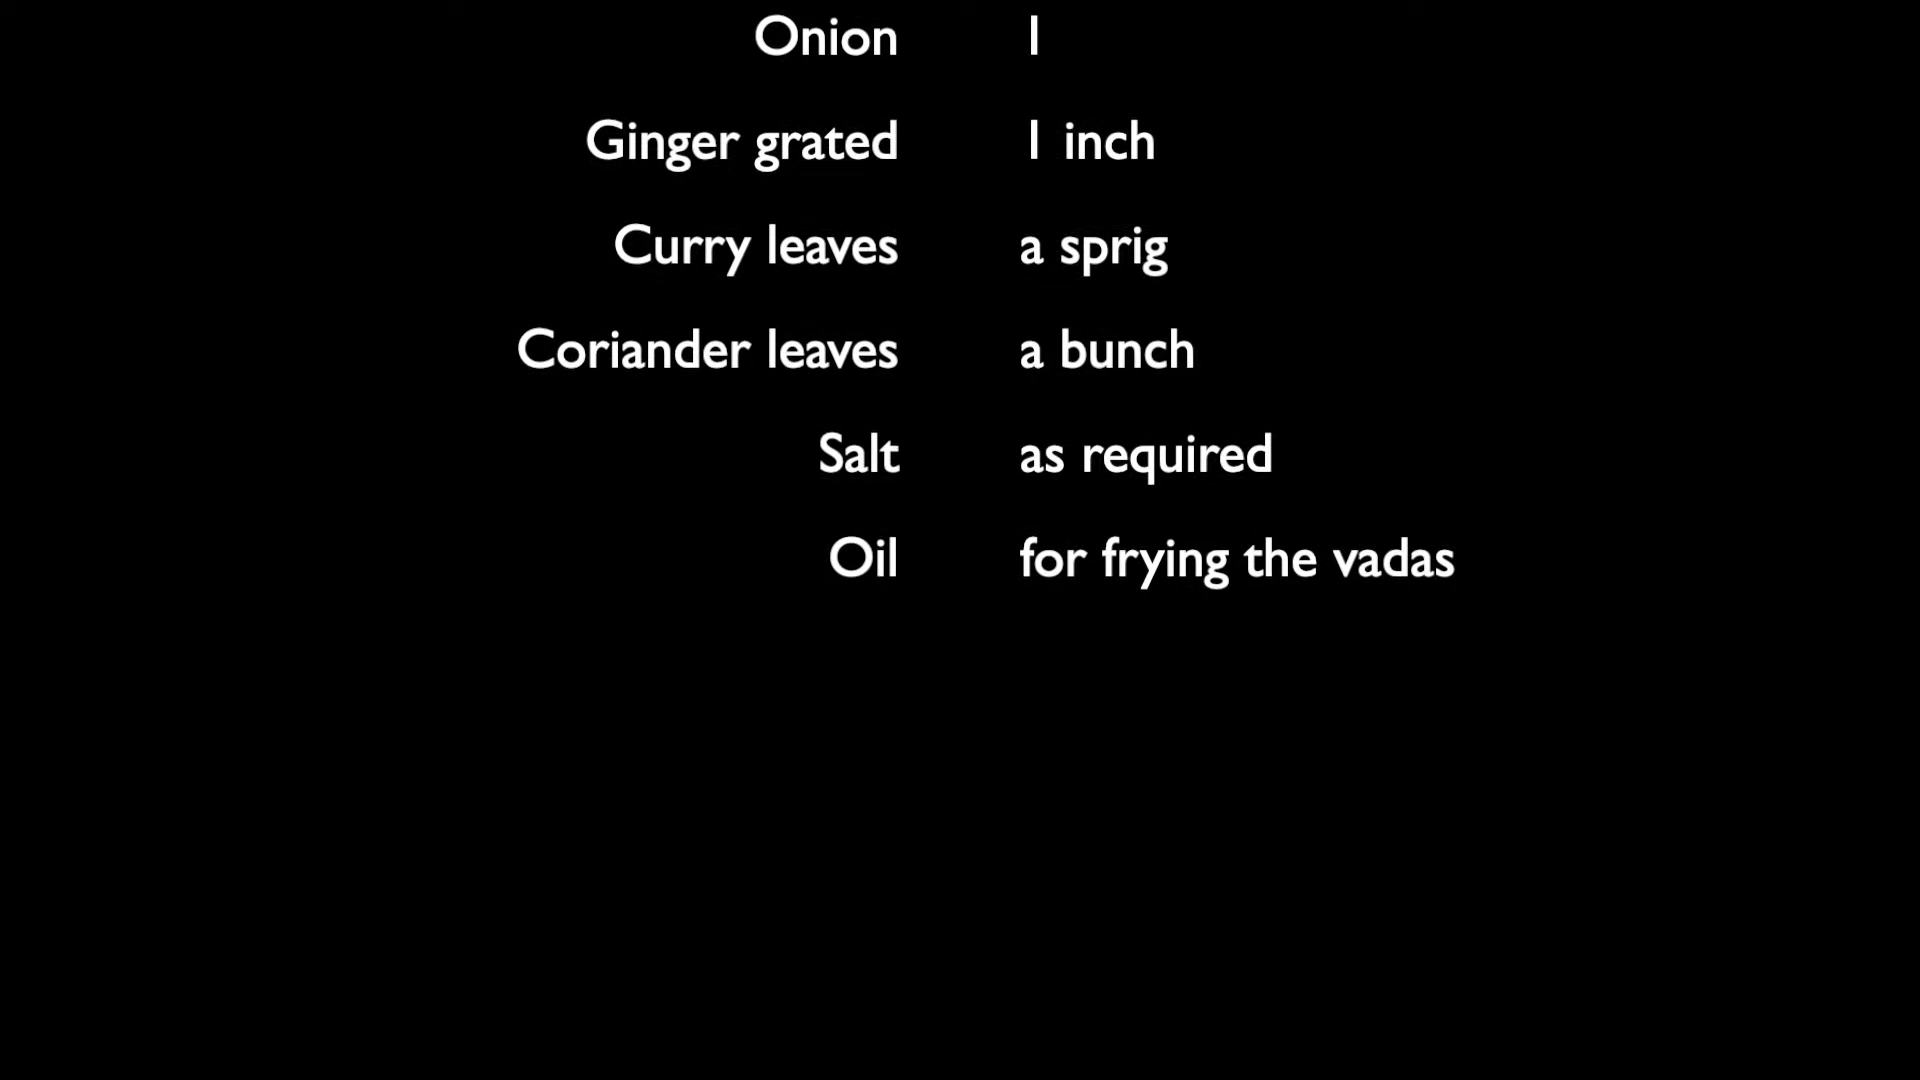 Onion 1
Ginger grated 1 inch
Curry leaves a sprig
Coriander leaves a bunch
Salt as required
Oil for frying the vadas